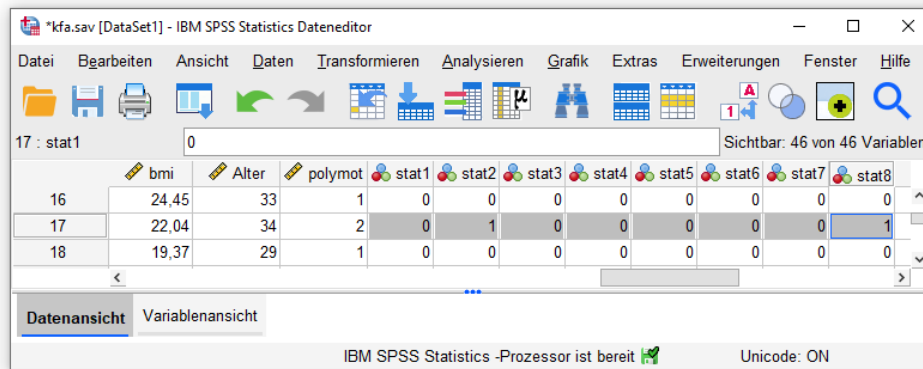 *kfa.sav [DataSet1] - IBM SPSS Statistics Dateneditor
Datei Bearbeiten Ansicht Daten Transformieren Analysieren Grafik Extras Erweiterungen Fenster Hilfe
17 : stat1 0 Sichtbar: 46 von 46 Variablen
bmi Alter polymot stat1 stat2 stat3 stat4 stat5 stat6 stat7 stat8
16 24,45 33 1 0 0 0 0 0 0 0 0
17 22,04 34 2 0 1 0 0 0 0 0 1
18 19,37 29 1 0 0 0 0 0 0 0 0
Datenansicht Variablenansicht
IBM SPSS Statistics -Prozessor ist bereit Unicode: ON